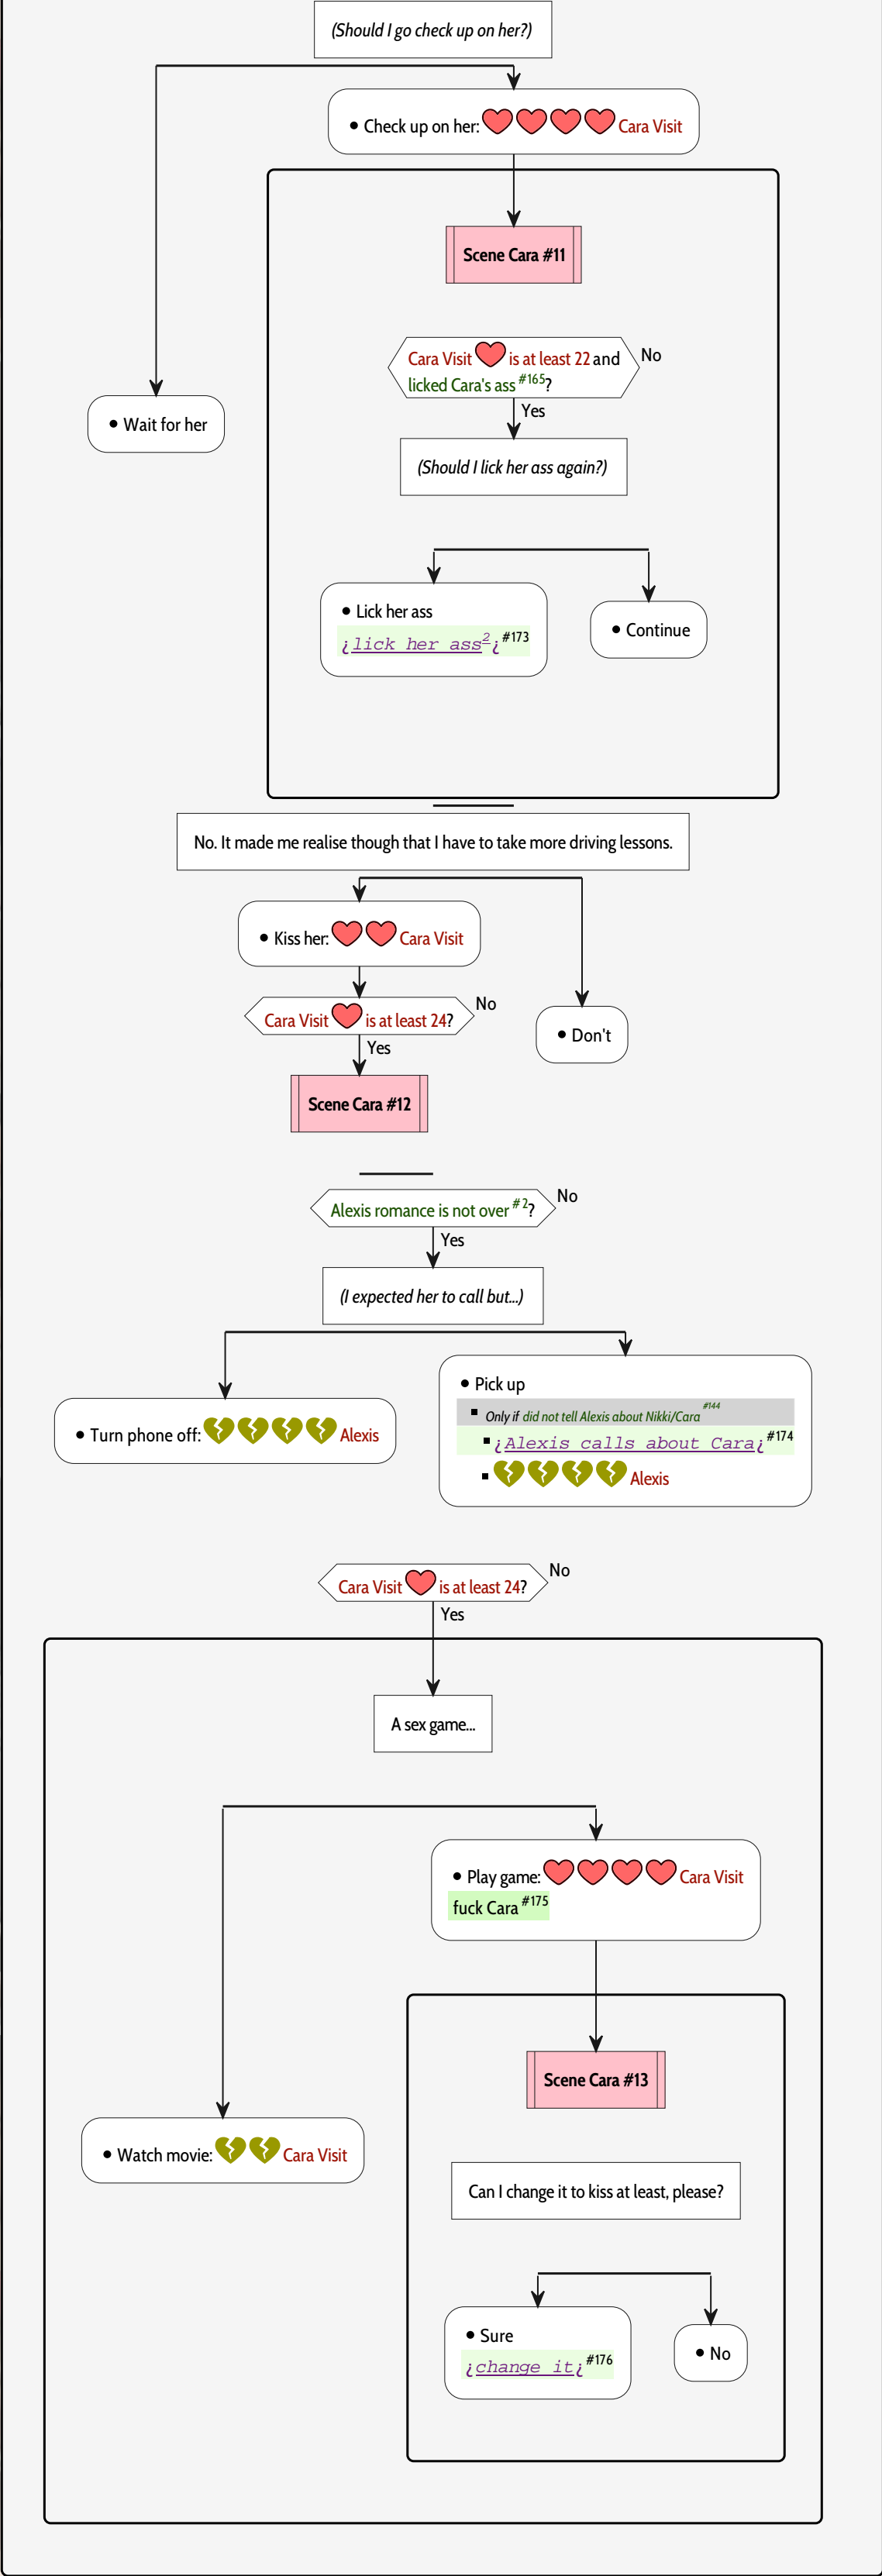 (Should I go check up on her?)
• Check up on her: Cara Visit
Scene Cara #11
Cara Visit is at least 22 and
licked Cara's ass #165?
No
Yes
• Wait for her
(Should I lick her ass again?)
• Lick her ass
¿lick her ass²¿ #173
• Continue
No. It made me realise though that I have to take more driving lessons.
• Kiss her: Cara Visit
Cara Visit is at least 24?
No
• Don't
Yes
Scene Cara #12
Alexis romance is not over #2?
No
Yes
(I expected her to call but...)
• Pick up
▪ Only if did not tell Alexis about Nikki/Cara #144
• Turn phone off: Alexis
▪ ¿Alexis calls about Cara¿ #174
▪ Alexis
Cara Visit is at least 24?
No
Yes
A sex game...
• Play game: Cara Visit
fuck Cara #175
Scene Cara #13
• Watch movie: Cara Visit
Can I change it to kiss at least, please?
• Sure
¿change it¿ #176
• No